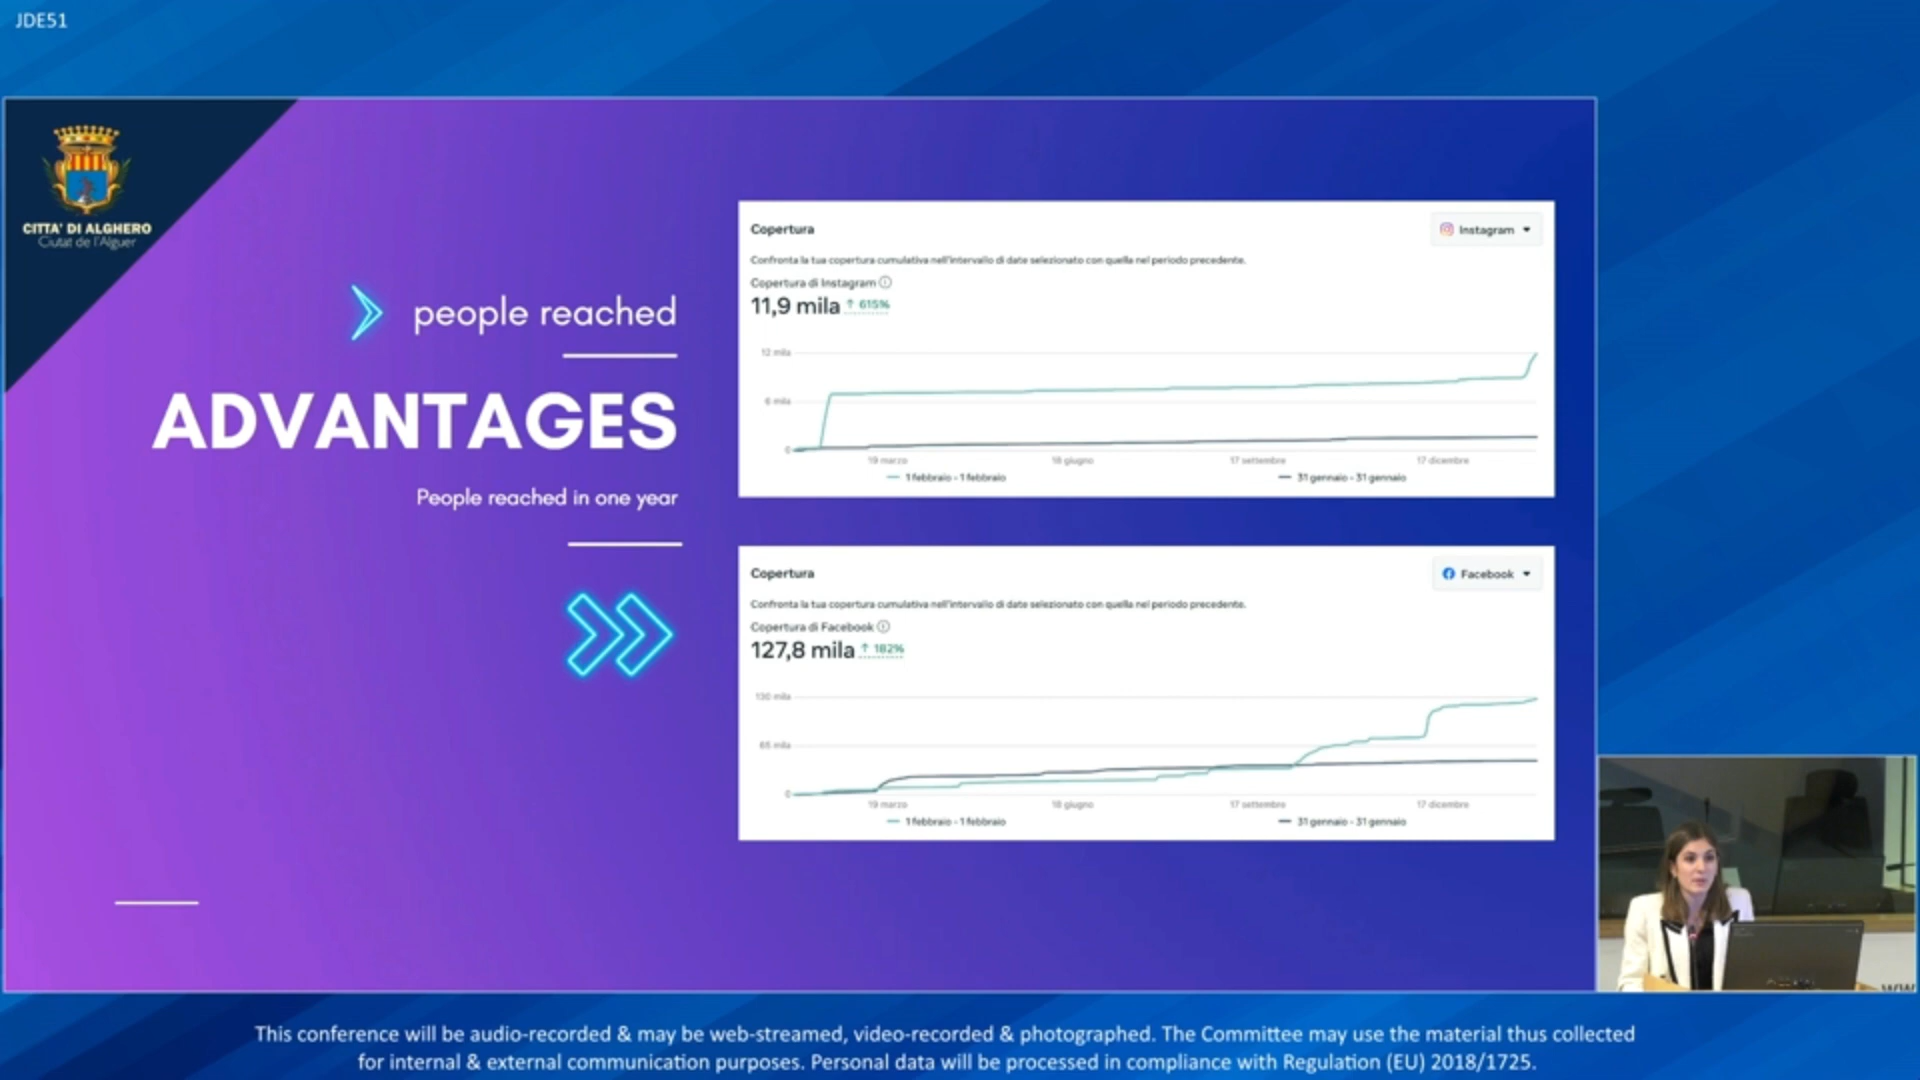 JDE51
CITTA' DI ALGHERO
Ciutat de l'Alguer
people reached
ADVANTAGES
People reached in one year
Copertura
Instagram
Confronta la tua copertura cumulativa nell'intervallo di date selezionato con quella nel periodo precedente.
Copertura di Instagram
11,9 mila ↑ 615%
12 mila
6 mila
0
19 marzo 18 giugno 17 settembre 17 dicembre
1 febbraio - 1 febbraio 31 gennaio - 31 gennaio
Copertura
Facebook
Confronta la tua copertura cumulativa nell'intervallo di date selezionato con quella nel periodo precedente.
Copertura di Facebook
127,8 mila ↑ 182%
130 mila
65 mila
0
19 marzo 18 giugno 17 settembre 17 dicembre
1 febbraio - 1 febbraio 31 gennaio - 31 gennaio
This conference will be audio-recorded & may be web-streamed, video-recorded & photographed. The Committee may use the material thus collected
for internal & external communication purposes. Personal data will be processed in compliance with Regulation (EU) 2018/1725.